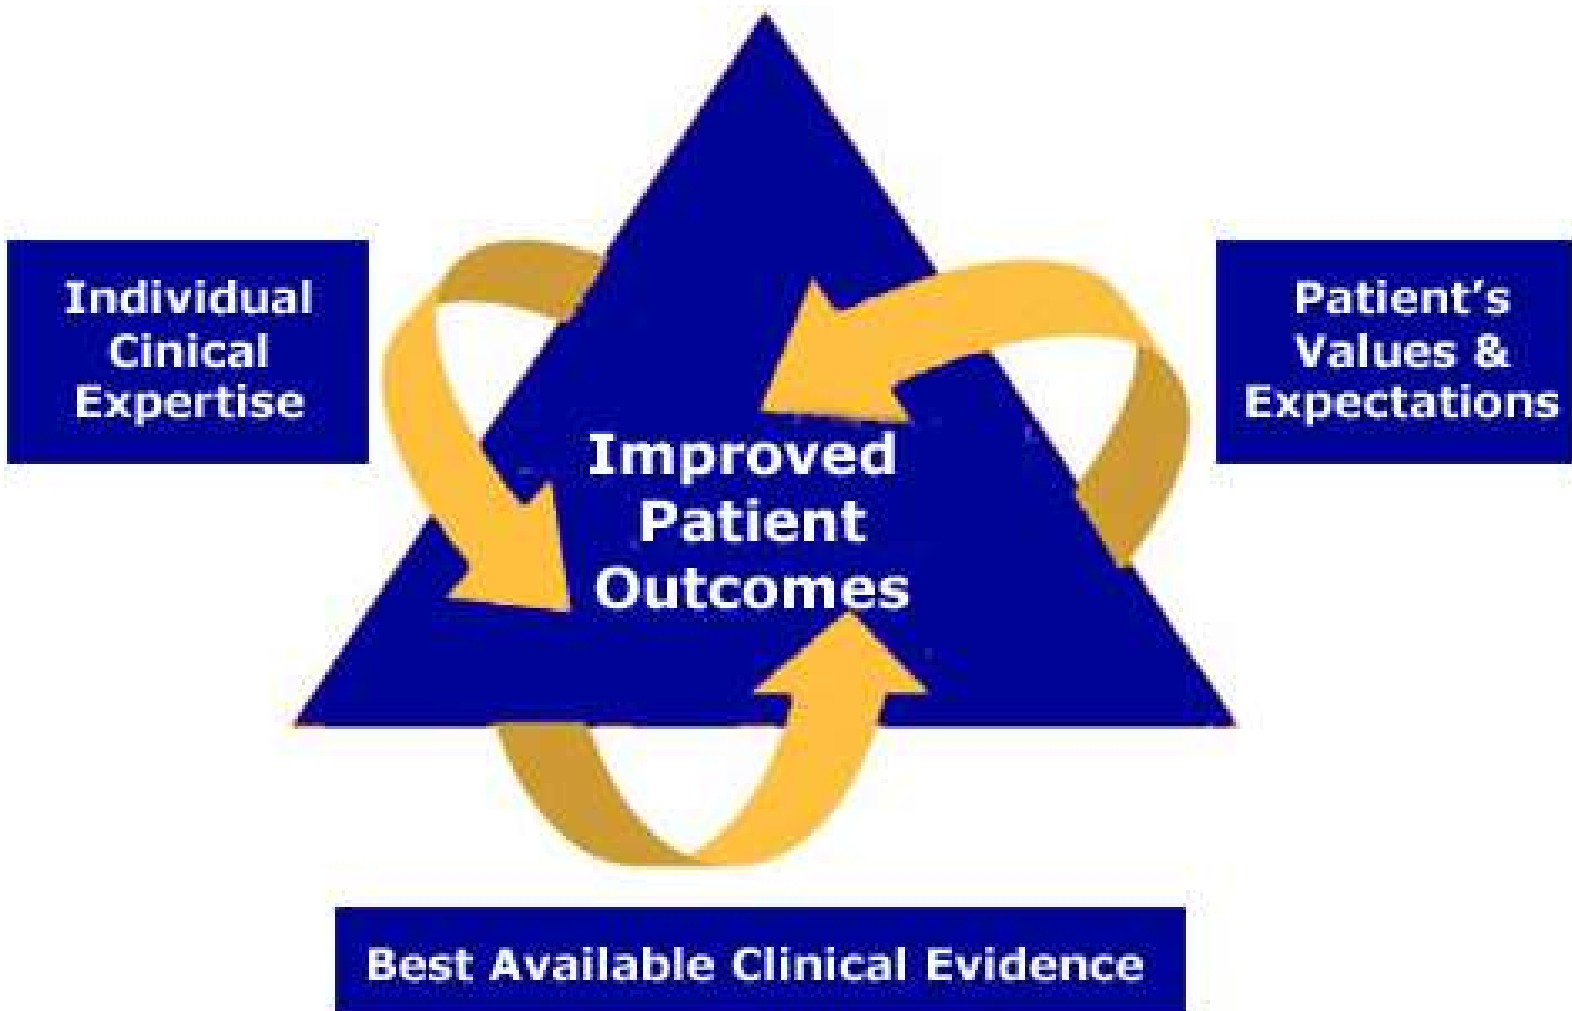 Individual
Cinical
Expertise
Patient's
Values &
Expectations
Improved
Patient
Outcomes
Best Available Clinical Evidence